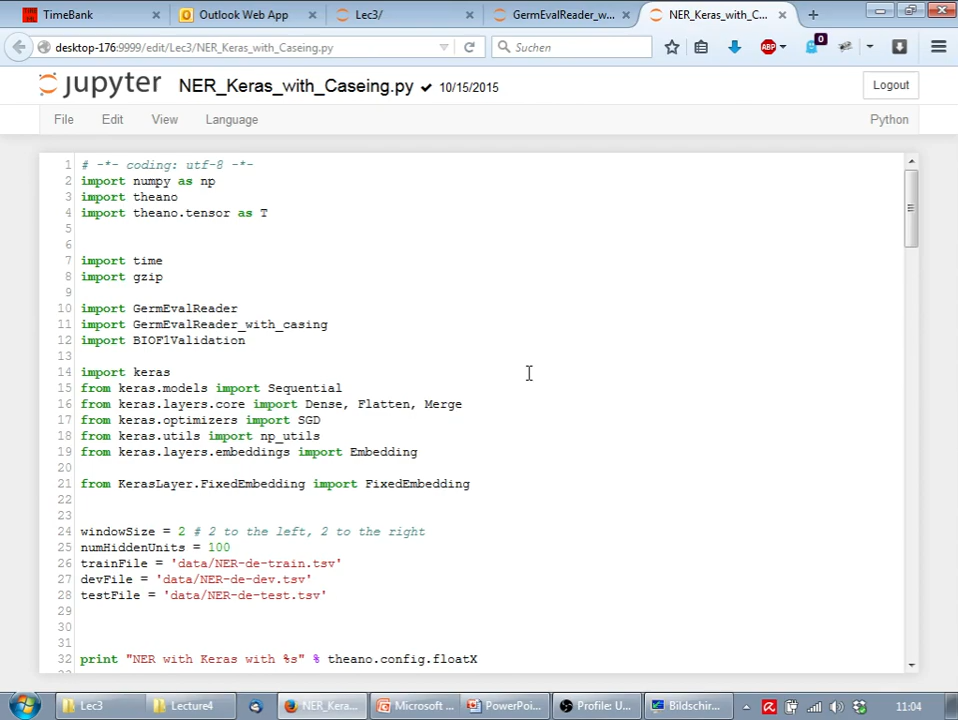 TimeBank
Outlook Web App
Lec3/
GermEvalReader_w...
NER_Keras_with_C...
desktop-176:9999/edit/Lec3/NER_Keras_with_Caseing.py
Suchen
ABP
0
jupyter NER_Keras_with_Caseing.py 10/15/2015
Logout
File Edit View Language
Python
1 # -*- coding: utf-8 -*-
2 import numpy as np
3 import theano
4 import theano.tensor as T
5
6
7 import time
8 import gzip
9
10 import GermEvalReader
11 import GermEvalReader_with_casing
12 import BIOF1Validation
13
14 import keras
15 from keras.models import Sequential
16 from keras.layers.core import Dense, Flatten, Merge
17 from keras.optimizers import SGD
18 from keras.utils import np_utils
19 from keras.layers.embeddings import Embedding
20
21 from KerasLayer.FixedEmbedding import FixedEmbedding
22
23
24 windowSize = 2 # 2 to the left, 2 to the right
25 numHiddenUnits = 100
26 trainFile = 'data/NER-de-train.tsv'
27 devFile = 'data/NER-de-dev.tsv'
28 testFile = 'data/NER-de-test.tsv'
29
30
31
32 print "NER with Keras with %s" % theano.config.floatX
Lec3
Lecture4
NER_Kera...
Microsoft ...
PowerPoi...
Profile: U...
Bildschir...
11:04